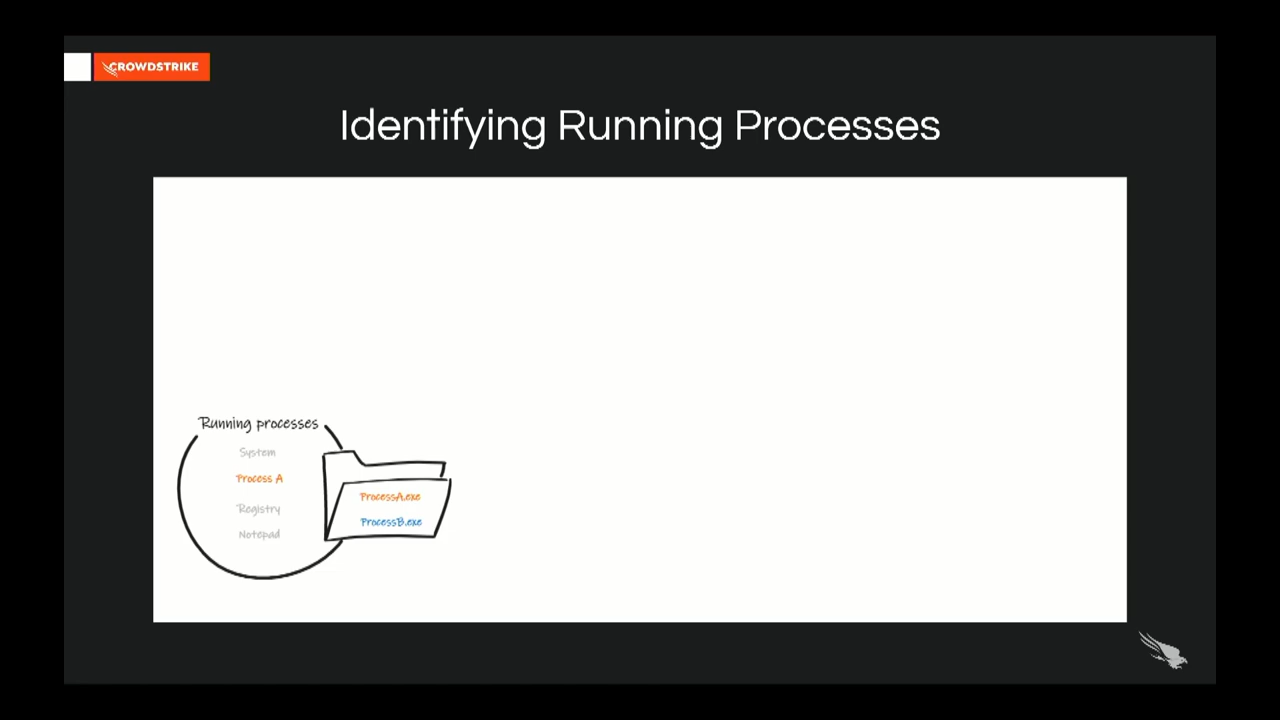 CROWDSTRIKE
Identifying Running Processes
Running processes
System
Process A
Registry
Notepad
ProcessA.exe
ProcessB.exe